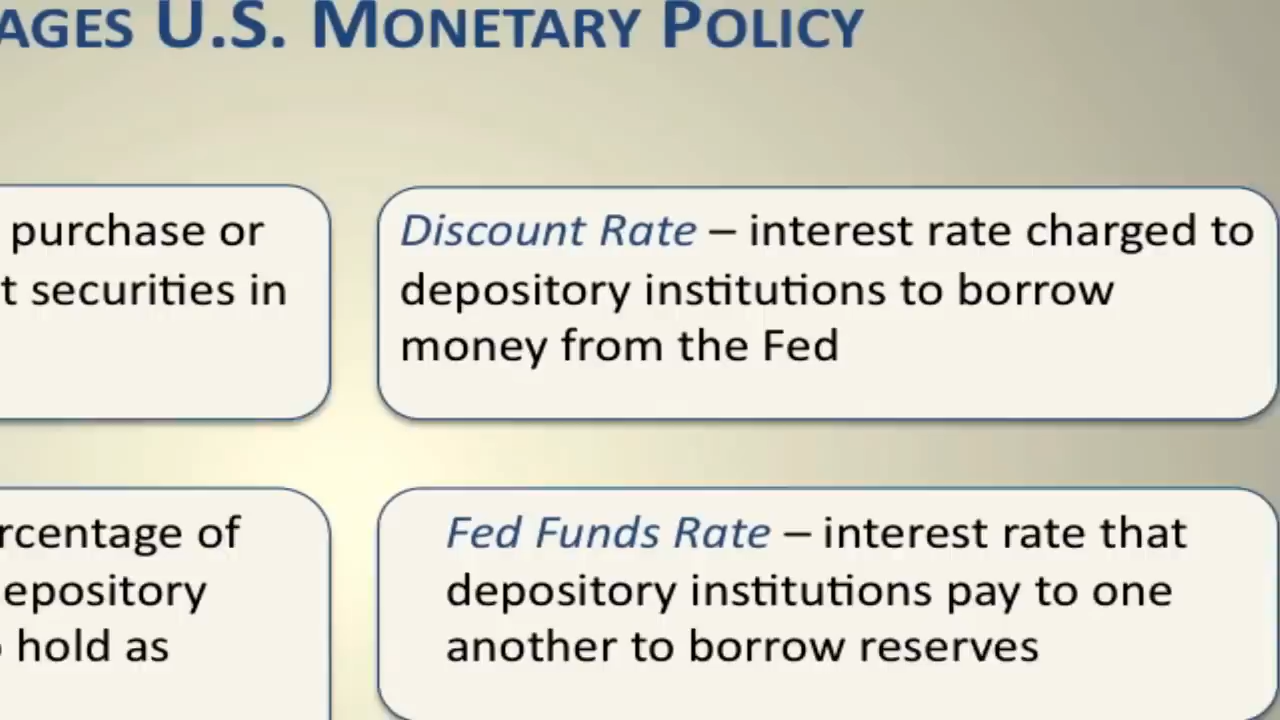 AGES U.S. MONETARY POLICY
purchase or
t securities in
Discount Rate – interest rate charged to
depository institutions to borrow
money from the Fed
rcentage of
epository
hold as
Fed Funds Rate – interest rate that
depository institutions pay to one
another to borrow reserves